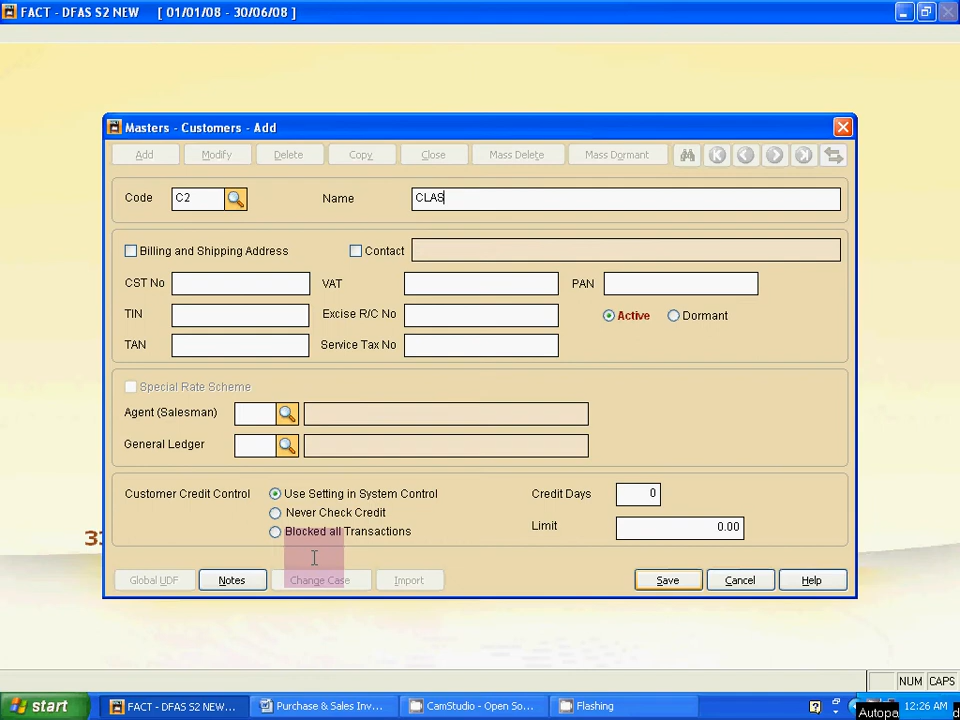 FACT - DFAS S2 NEW [ 01/01/08 - 30/06/08 ]
Masters - Customers - Add
Add Modify Delete Copy Close Mass Delete Mass Dormant
Code C2 Name CLAS
Billing and Shipping Address Contact
CST No VAT PAN
TIN Excise R/C No Active Dormant
TAN Service Tax No
Special Rate Scheme
Agent (Salesman)
General Ledger
Customer Credit Control Use Setting in System Control Credit Days 0
Never Check Credit
Blocked all Transactions Limit 0.00
Global UDF Notes Change Case Import Save Cancel Help
NUM CAPS
start FACT - DFAS S2 NEW... Purchase & Sales Inv... CamStudio - Open So... Flashing 12:26 AM